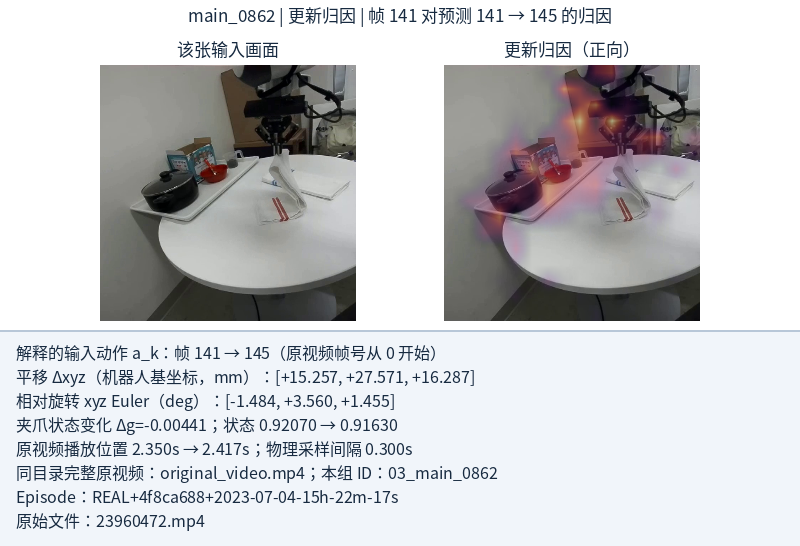 main_0862 | 更新归因 | 帧 141 对预测 141 → 145 的归因
该张输入画面
更新归因（正向）
解释的输入动作 a_k：帧 141 → 145（原视频帧号从 0 开始）
平移 Δxyz（机器人基坐标，mm）：[+15.257, +27.571, +16.287]
相对旋转 xyz Euler（deg）：[-1.484, +3.560, +1.455]
夹爪状态变化 Δg=-0.00441；状态 0.92070 → 0.91630
原视频播放位置 2.350s → 2.417s；物理采样间隔 0.300s
同目录完整原视频：original_video.mp4；本组 ID：03_main_0862
Episode：REAL+4f8ca688+2023-07-04-15h-22m-17s
原始文件：23960472.mp4